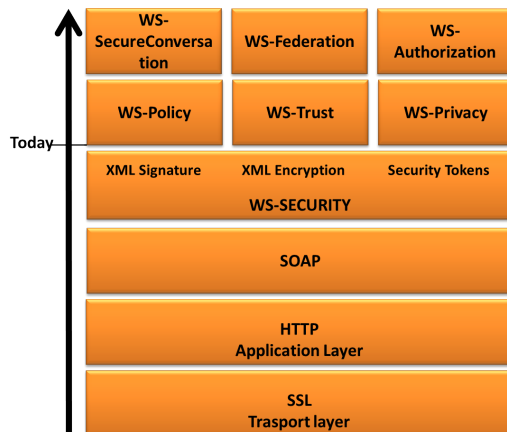 WS-
SecureConversa
tion
WS-Federation
WS-
Authorization
WS-Policy
WS-Trust
WS-Privacy
Today
XML Signature
XML Encryption
Security Tokens
WS-SECURITY
SOAP
HTTP
Application Layer
SSL
Trasport layer